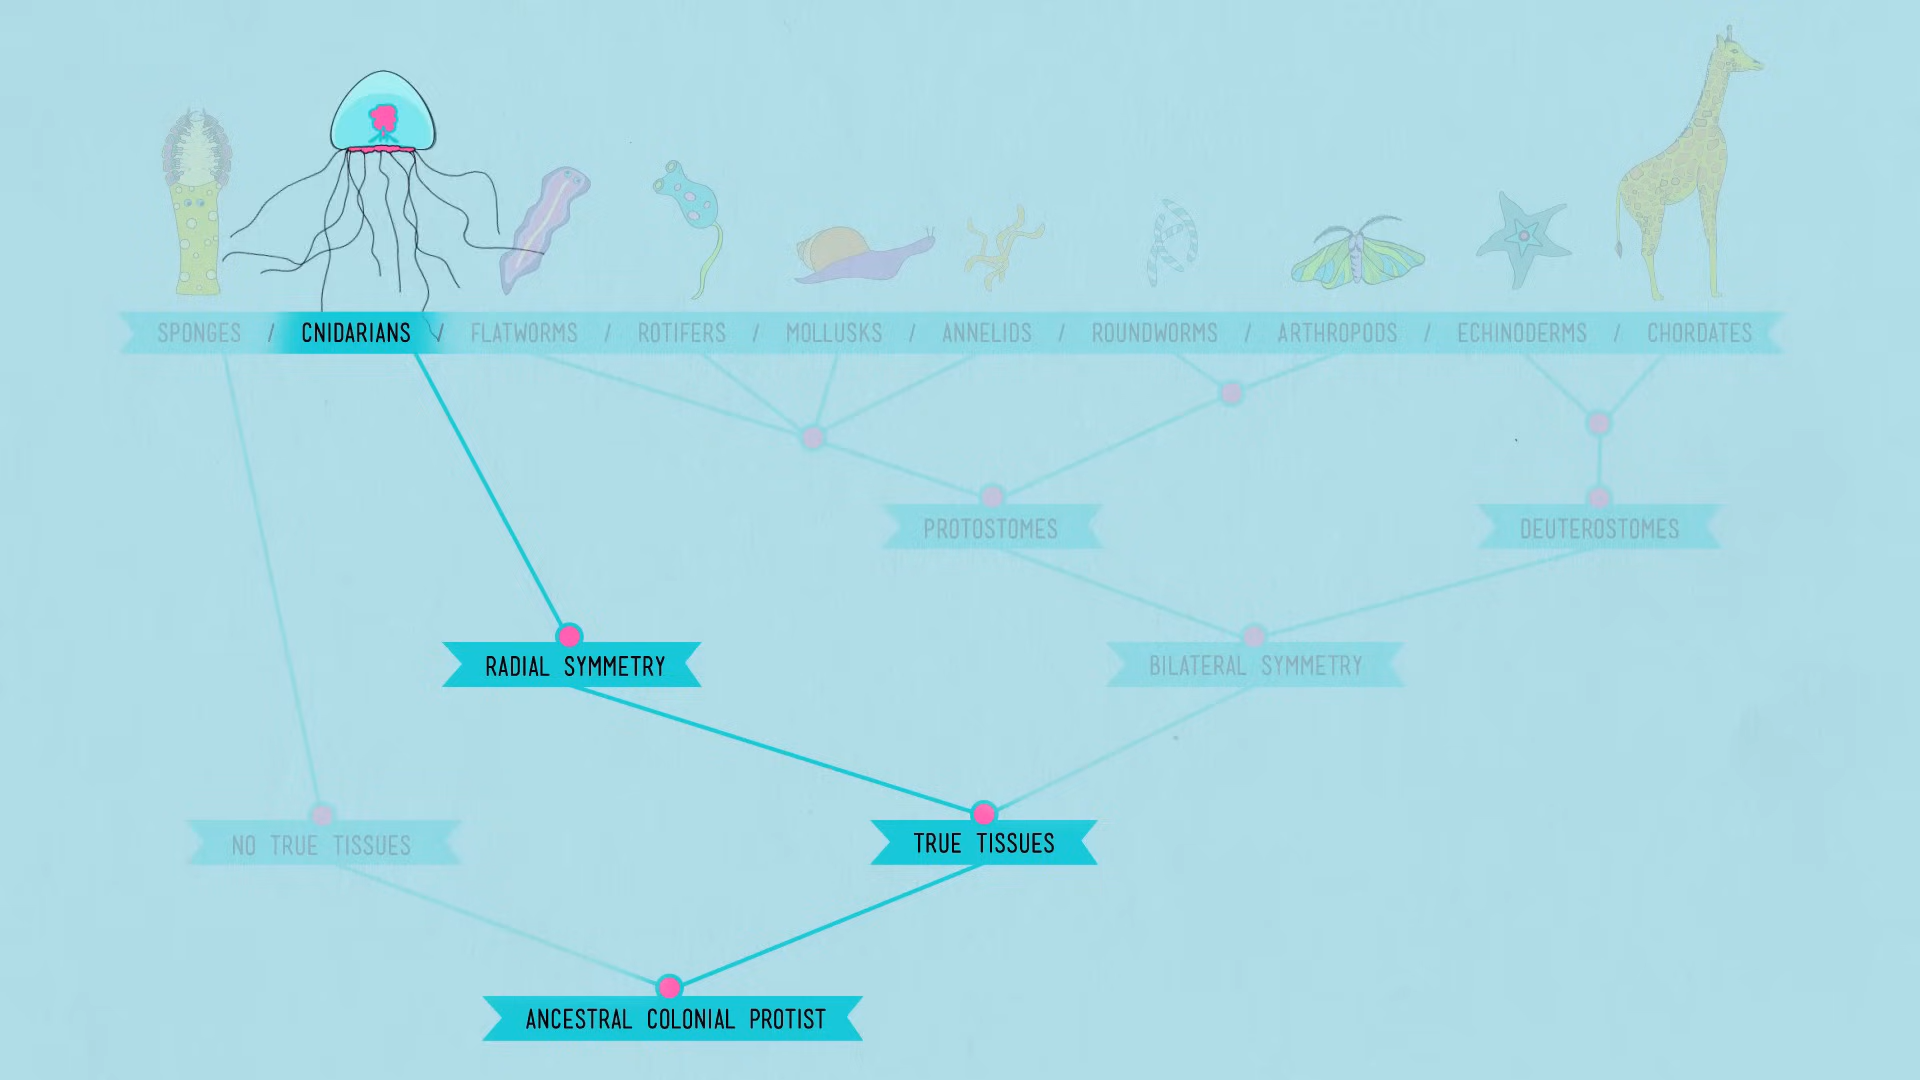 SPONGES / CNIDARIANS / FLATWORMS / ROTIFERS / MOLLUSKS / ANNELIDS / ROUNDWORMS / ARTHROPODS / ECHINODERMS / CHORDATES
PROTOSTOMES
DEUTEROSTOMES
RADIAL SYMMETRY
BILATERAL SYMMETRY
NO TRUE TISSUES
TRUE TISSUES
ANCESTRAL COLONIAL PROTIST